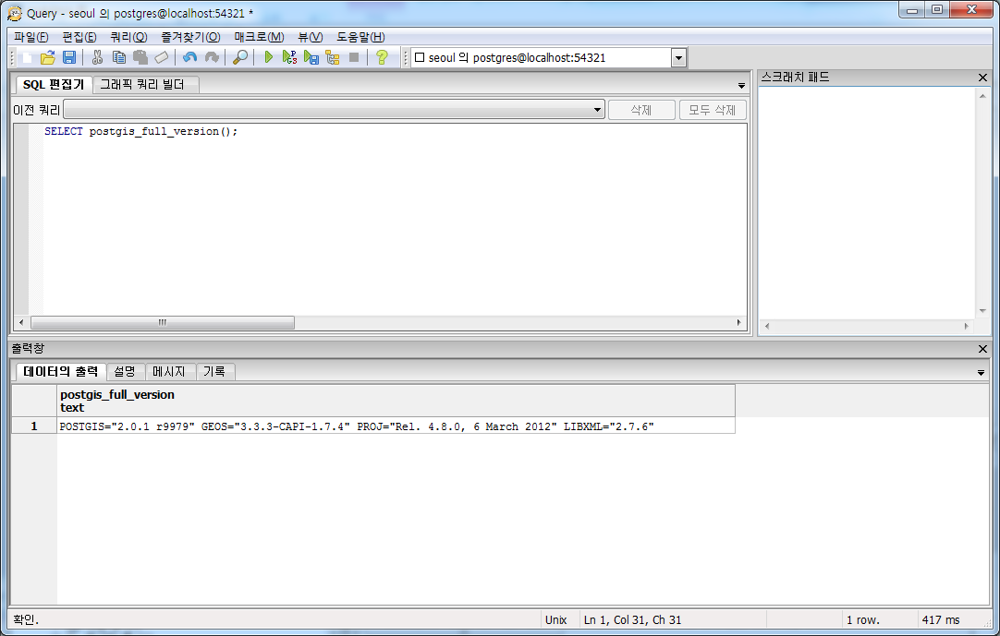 Query - seoul 의 postgres@localhost:54321 *
파일(F) 편집(E) 쿼리(Q) 즐겨찾기(O) 매크로(M) 뷰(V) 도움말(H)
seoul 의 postgres@localhost:54321
SQL 편집기 그래픽 쿼리 빌더
스크래치 패드
이전 쿼리 삭제 모두 삭제
SELECT postgis_full_version();
출력창
데이터의 출력 설명 메시지 기록
postgis_full_version
text
1 POSTGIS="2.0.1 r9979" GEOS="3.3.3-CAPI-1.7.4" PROJ="Rel. 4.8.0, 6 March 2012" LIBXML="2.7.6"
확인. Unix Ln 1, Col 31, Ch 31 1 row. 417 ms